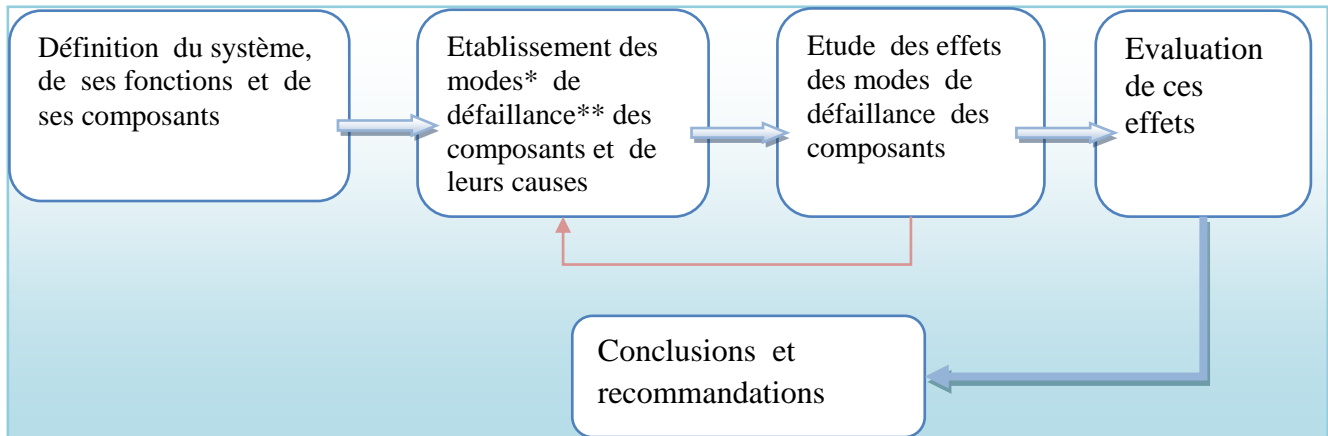 Définition du système,
de ses fonctions et de
ses composants
Etablissement des
modes* de
défaillance** des
composants et de
leurs causes
Etude des effets
des modes de
défaillance des
composants
Evaluation
de ces
effets
Conclusions et
recommandations